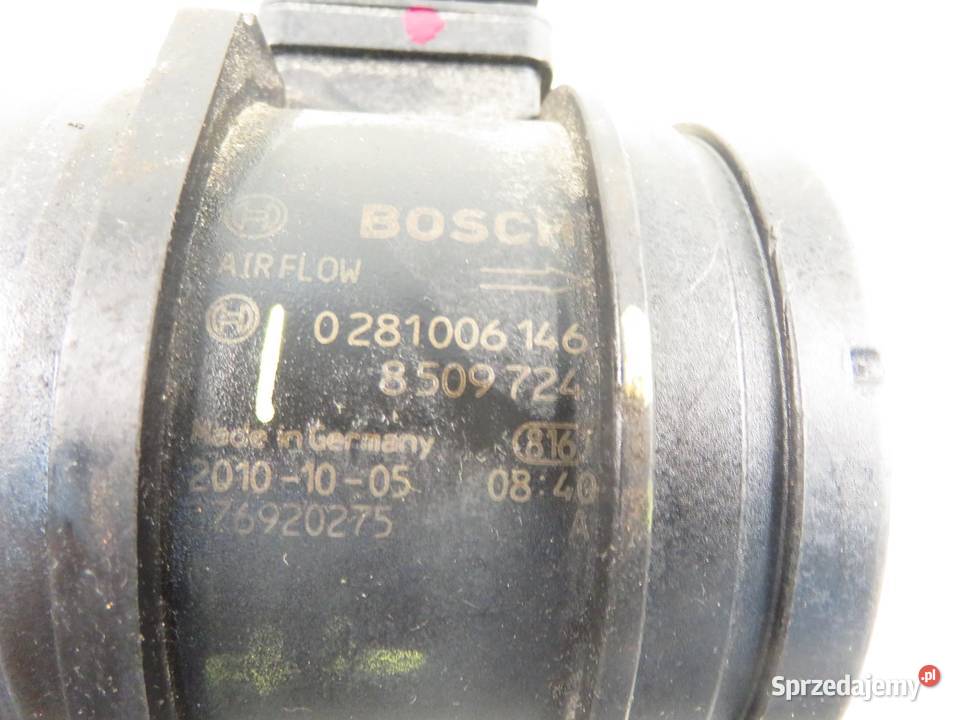 BOSCH
AIRFLOW
0 281 006 146
8 509 724
Made in Germany 816
2010-10-05 08:40
76920275 A
Sprzedajemy.pl